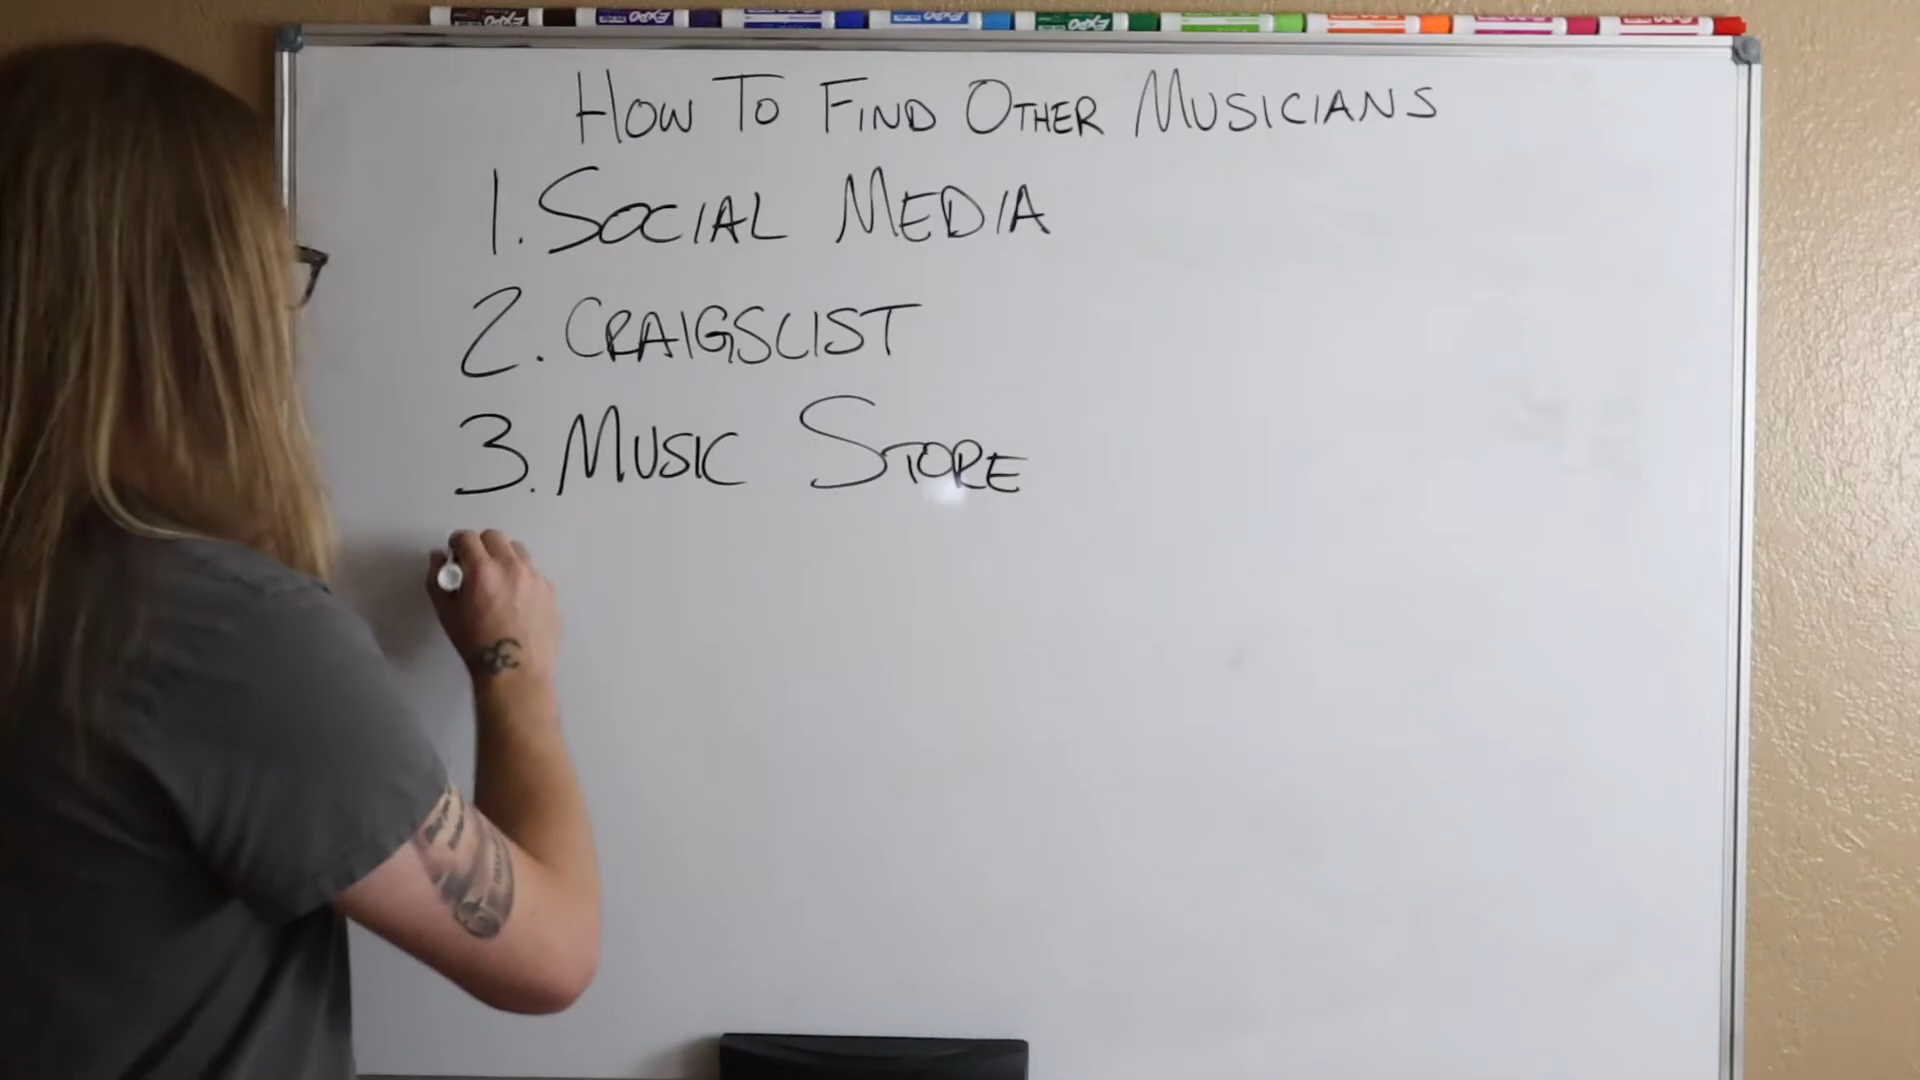 How To Find Other Musicians
1. Social Media
2. Craigslist
3. Music Store